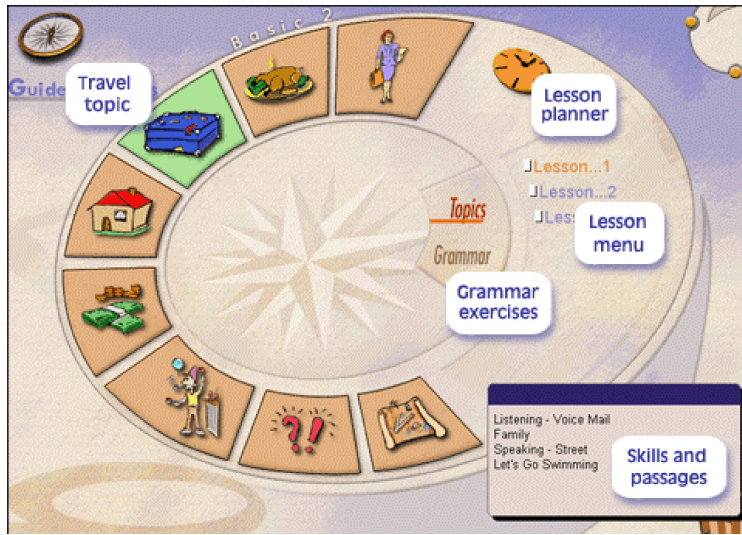 Basic 2
Guide
Travel
topic
Lesson
planner
Lesson...1
Lesson...2
Les
Lesson
menu
Topics
Grammar
Grammar
exercises
?!
Listening - Voice Mail
Family
Speaking - Street
Let's Go Swimming
Skills and
passages